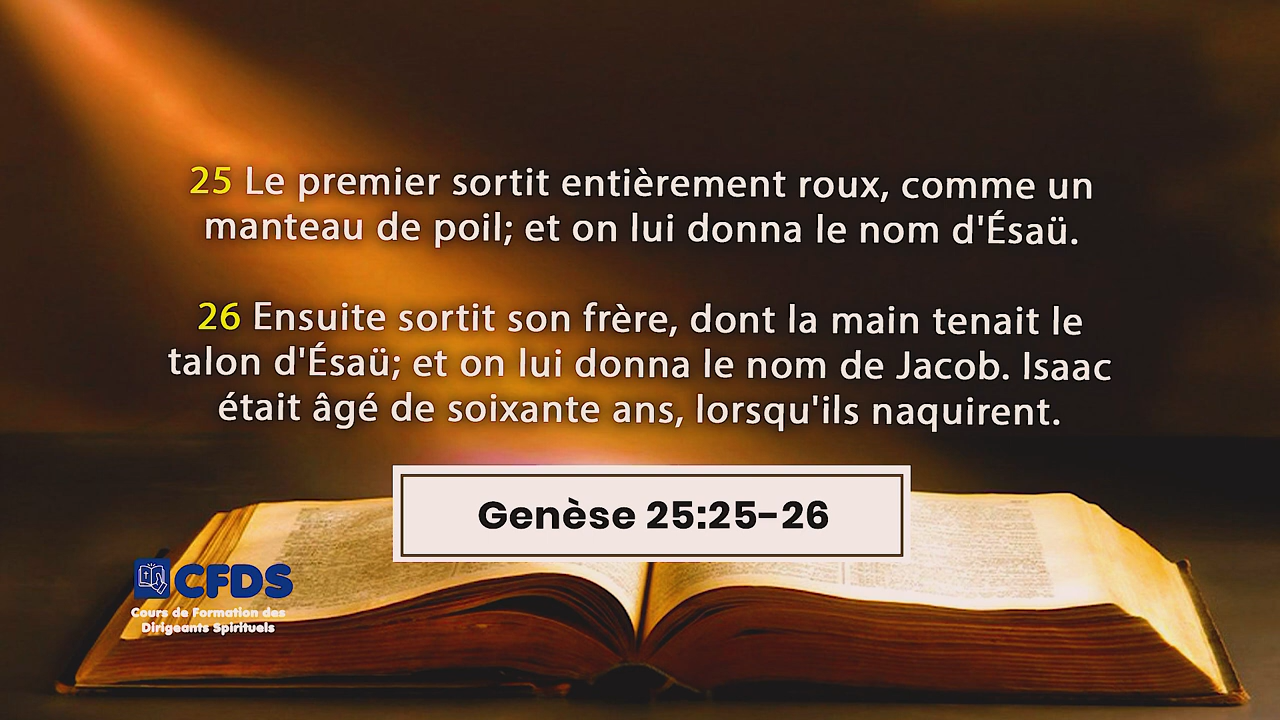 25 Le premier sortit entièrement roux, comme un
manteau de poil; et on lui donna le nom d'Ésaü.
26 Ensuite sortit son frère, dont la main tenait le
talon d'Ésaü; et on lui donna le nom de Jacob. Isaac
était âgé de soixante ans, lorsqu'ils naquirent.
Genèse 25:25-26
CFDS
Cours de Formation des
Dirigeants Spirituels